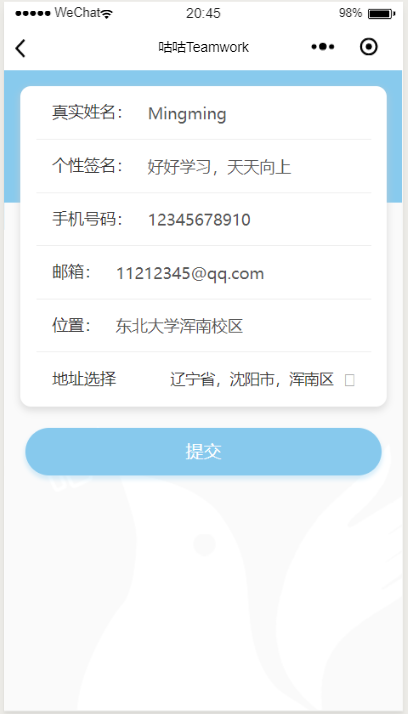 WeChat 20:45 98%
咕咕Teamwork
真实姓名： Mingming
个性签名： 好好学习，天天向上
手机号码： 12345678910
邮箱： 11212345@qq.com
位置： 东北大学浑南校区
地址选择 辽宁省，沈阳市，浑南区
提交